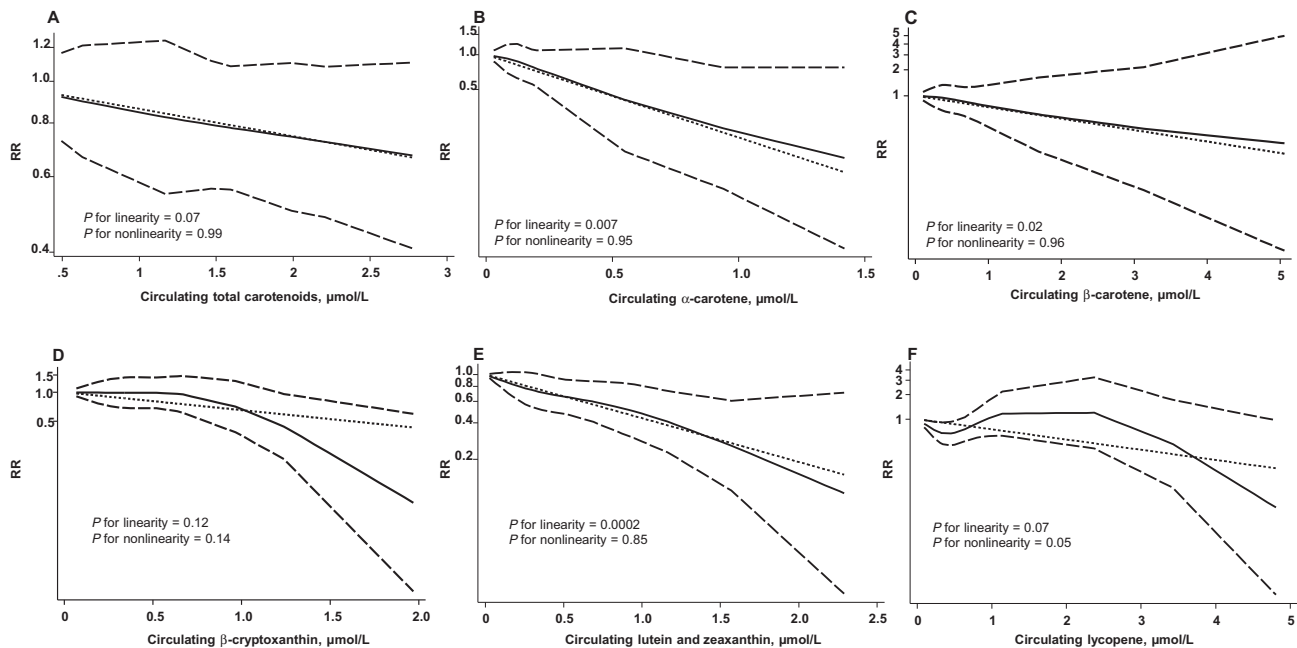 A
1.2
1.0
0.8
0.6
0.4
RR
P for linearity = 0.07
P for nonlinearity = 0.99
.5 1 1.5 2 2.5 3
Circulating total carotenoids, µmol/L
B
1.5
1.0
0.5
RR
P for linearity = 0.007
P for nonlinearity = 0.95
0 0.5 1.0 1.5
Circulating α-carotene, µmol/L
C
5
4
3
2
1
RR
P for linearity = 0.02
P for nonlinearity = 0.96
0 1 2 3 4 5
Circulating β-carotene, µmol/L
D
1.5
1.0
0.5
RR
P for linearity = 0.12
P for nonlinearity = 0.14
0 0.5 1.0 1.5 2.0
Circulating β-cryptoxanthin, µmol/L
E
1.0
0.8
0.6
0.4
0.2
RR
P for linearity = 0.0002
P for nonlinearity = 0.85
0 0.5 1.0 1.5 2.0 2.5
Circulating lutein and zeaxanthin, µmol/L
F
4
3
2
1
RR
P for linearity = 0.07
P for nonlinearity = 0.05
0 1 2 3 4 5
Circulating lycopene, µmol/L